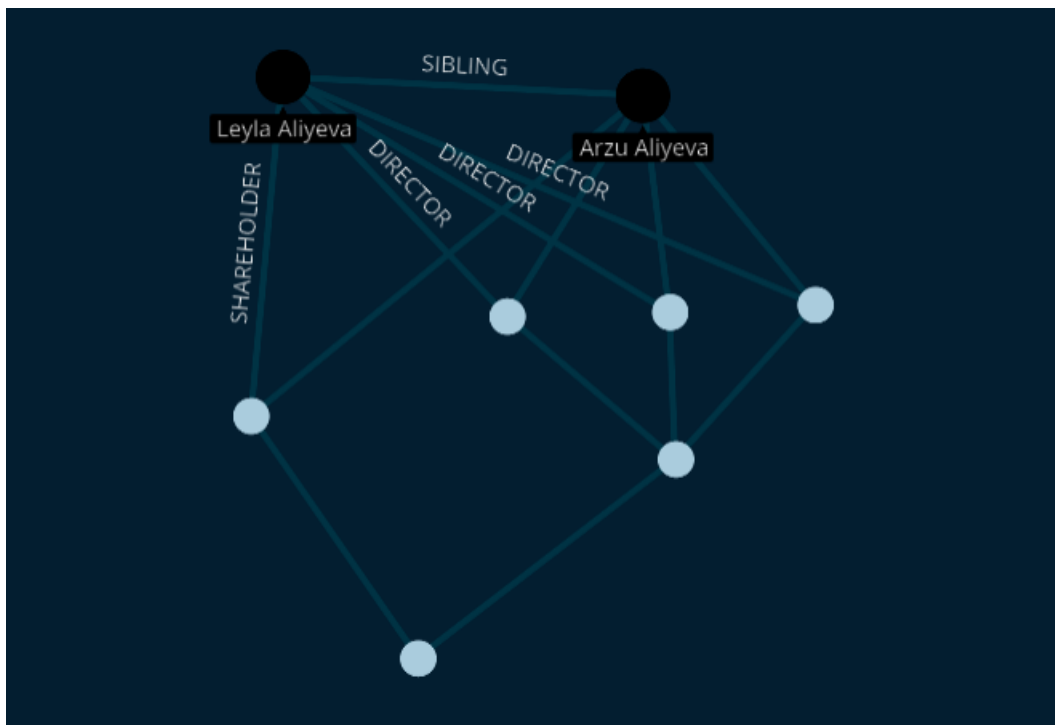 SIBLING
Leyla Aliyeva
Arzu Aliyeva
DIRECTOR
DIRECTOR
DIRECTOR
SHAREHOLDER